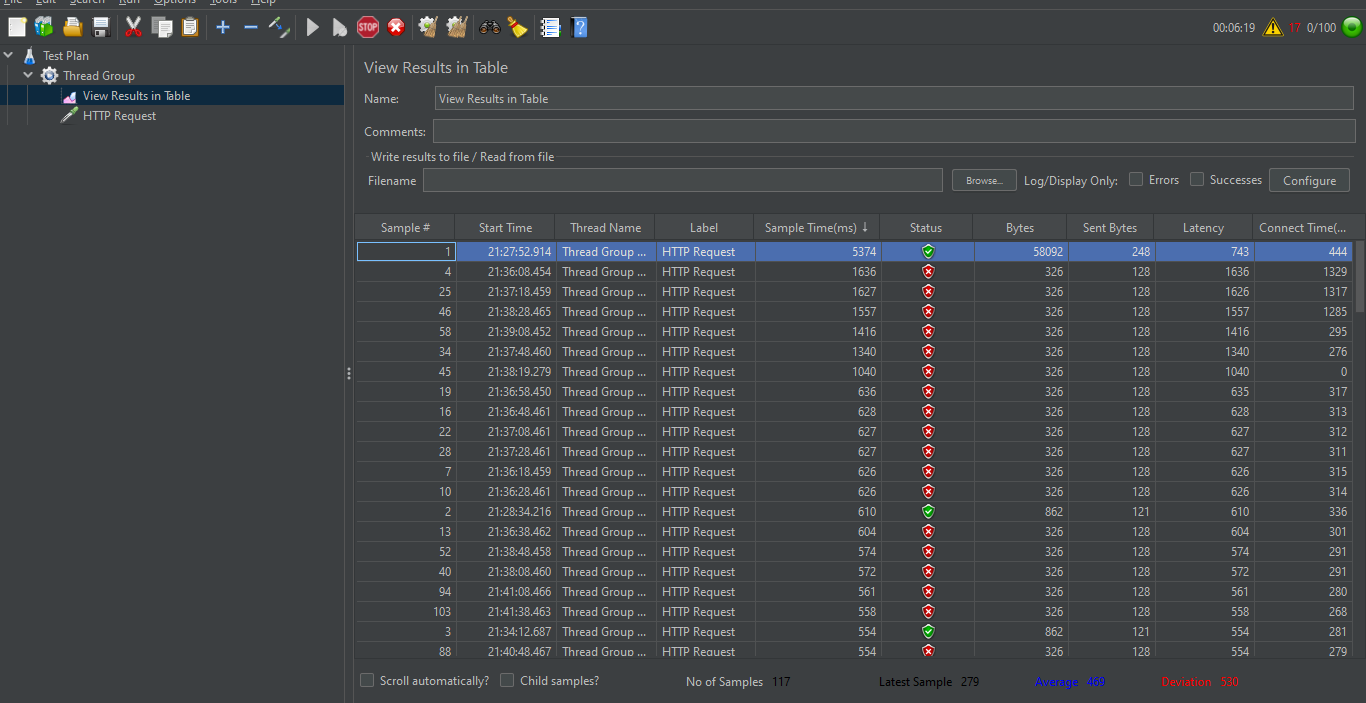 File Edit Search Run Options Tools Help
STOP
00:06:19 17 0/100
Test Plan
Thread Group
View Results in Table
HTTP Request
View Results in Table
Name: View Results in Table
Comments:
Write results to file / Read from file
Filename Browse... Log/Display Only: Errors Successes Configure
Sample # Start Time Thread Name Label Sample Time(ms) ↓ Status Bytes Sent Bytes Latency Connect Time(...
1 21:27:52.914 Thread Group ... HTTP Request 5374 58092 248 743 444
4 21:36:08.454 Thread Group ... HTTP Request 1636 326 128 1636 1329
25 21:37:18.459 Thread Group ... HTTP Request 1627 326 128 1626 1317
46 21:38:28.465 Thread Group ... HTTP Request 1557 326 128 1557 1285
58 21:39:08.452 Thread Group ... HTTP Request 1416 326 128 1416 295
34 21:37:48.460 Thread Group ... HTTP Request 1340 326 128 1340 276
45 21:38:19.279 Thread Group ... HTTP Request 1040 326 128 1040 0
19 21:36:58.450 Thread Group ... HTTP Request 636 326 128 635 317
16 21:36:48.461 Thread Group ... HTTP Request 628 326 128 628 313
22 21:37:08.461 Thread Group ... HTTP Request 627 326 128 627 312
28 21:37:28.461 Thread Group ... HTTP Request 627 326 128 627 311
7 21:36:18.459 Thread Group ... HTTP Request 626 326 128 626 315
10 21:36:28.461 Thread Group ... HTTP Request 626 326 128 626 314
2 21:28:34.216 Thread Group ... HTTP Request 610 862 121 610 336
13 21:36:38.462 Thread Group ... HTTP Request 604 326 128 604 301
52 21:38:48.458 Thread Group ... HTTP Request 574 326 128 574 291
40 21:38:08.460 Thread Group ... HTTP Request 572 326 128 572 291
94 21:41:08.466 Thread Group ... HTTP Request 561 326 128 561 280
103 21:41:38.463 Thread Group ... HTTP Request 558 326 128 558 268
3 21:34:12.687 Thread Group ... HTTP Request 554 862 121 554 281
88 21:40:48.467 Thread Group ... HTTP Request 554 326 128 554 279
Scroll automatically? Child samples? No of Samples 117 Latest Sample 279 Average 469 Deviation 530